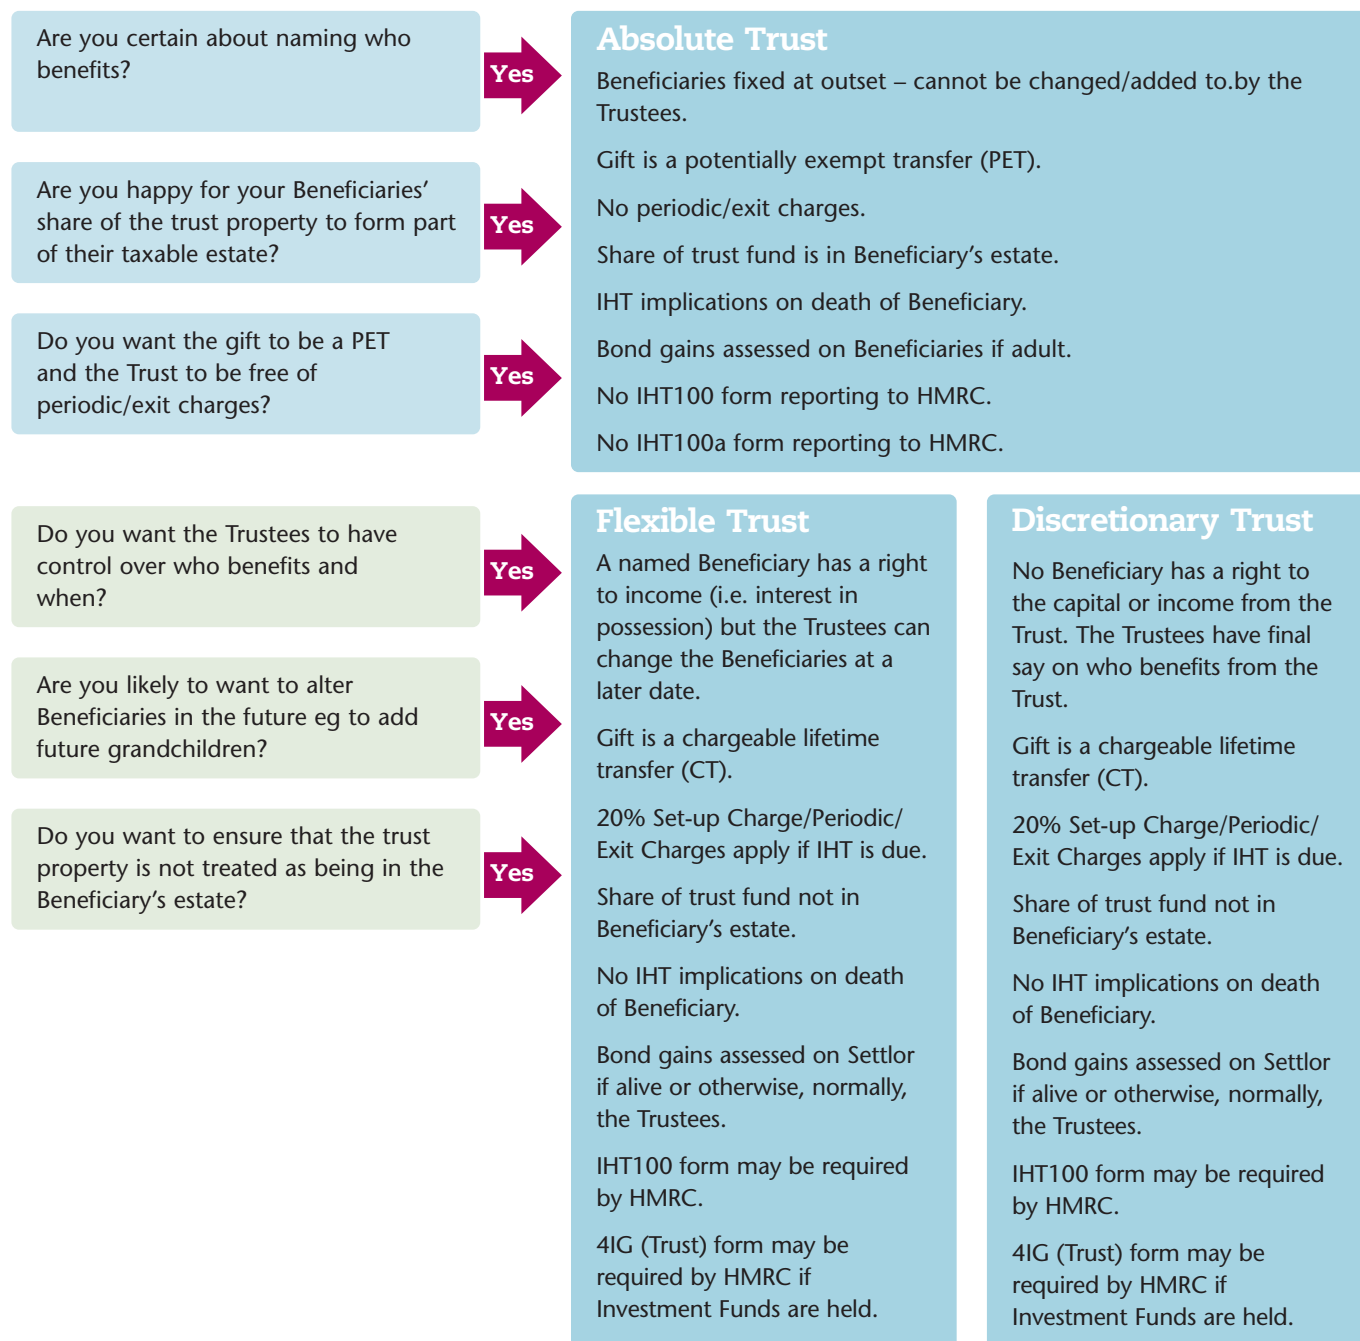 Are you certain about naming who
benefits?
Yes
Are you happy for your Beneficiaries’
share of the trust property to form part
of their taxable estate?
Yes
Do you want the gift to be a PET
and the Trust to be free of
periodic/exit charges?
Yes
Absolute Trust
Beneficiaries fixed at outset – cannot be changed/added to.by the
Trustees.
Gift is a potentially exempt transfer (PET).
No periodic/exit charges.
Share of trust fund is in Beneficiary’s estate.
IHT implications on death of Beneficiary.
Bond gains assessed on Beneficiaries if adult.
No IHT100 form reporting to HMRC.
No IHT100a form reporting to HMRC.
Do you want the Trustees to have
control over who benefits and
when?
Yes
Are you likely to want to alter
Beneficiaries in the future eg to add
future grandchildren?
Yes
Do you want to ensure that the trust
property is not treated as being in the
Beneficiary’s estate?
Yes
Flexible Trust
A named Beneficiary has a right
to income (i.e. interest in
possession) but the Trustees can
change the Beneficiaries at a
later date.
Gift is a chargeable lifetime
transfer (CT).
20% Set-up Charge/Periodic/
Exit Charges apply if IHT is due.
Share of trust fund not in
Beneficiary’s estate.
No IHT implications on death
of Beneficiary.
Bond gains assessed on Settlor
if alive or otherwise, normally,
the Trustees.
IHT100 form may be required
by HMRC.
4IG (Trust) form may be
required by HMRC if
Investment Funds are held.
Discretionary Trust
No Beneficiary has a right to
the capital or income from the
Trust. The Trustees have final
say on who benefits from the
Trust.
Gift is a chargeable lifetime
transfer (CT).
20% Set-up Charge/Periodic/
Exit Charges apply if IHT is due.
Share of trust fund not in
Beneficiary’s estate.
No IHT implications on death
of Beneficiary.
Bond gains assessed on Settlor
if alive or otherwise, normally,
the Trustees.
IHT100 form may be required
by HMRC.
4IG (Trust) form may be
required by HMRC if
Investment Funds are held.